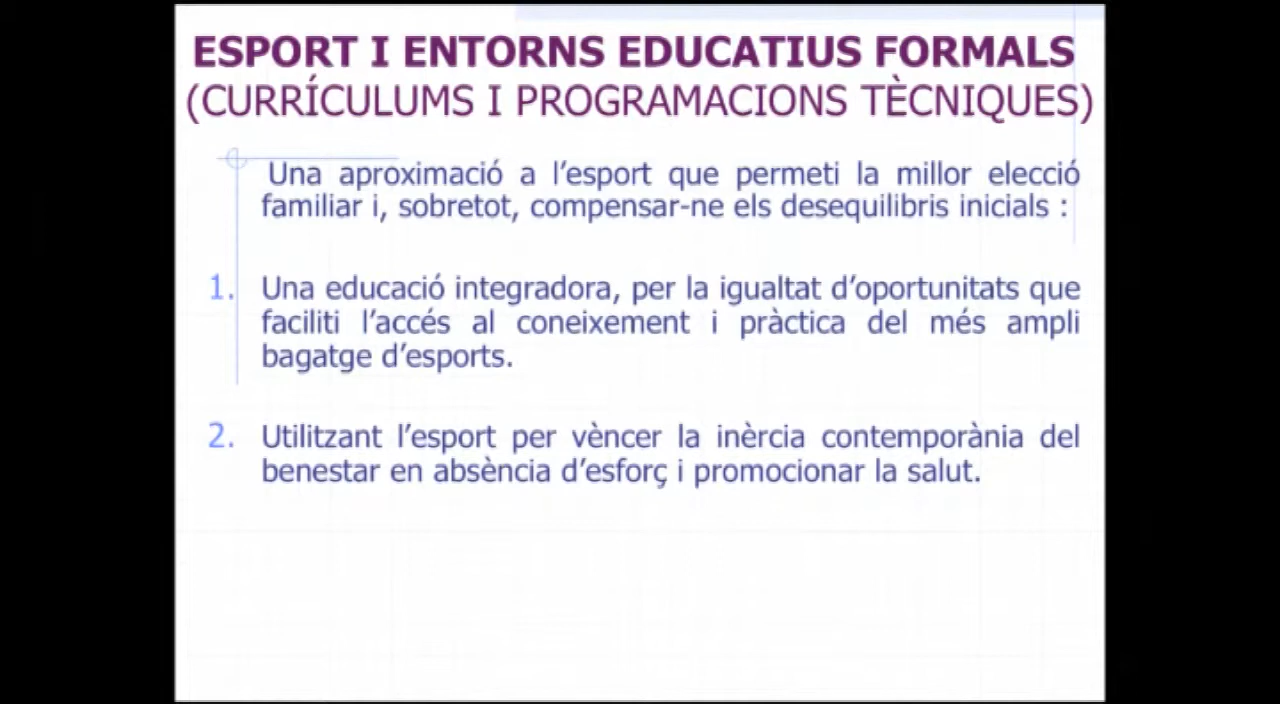 ESPORT I ENTORNS EDUCATIUS FORMALS
(CURRÍCULUMS I PROGRAMACIONS TÈCNIQUES)
Una aproximació a l’esport que permeti la millor elecció
familiar i, sobretot, compensar-ne els desequilibris inicials :
1. Una educació integradora, per la igualtat d’oportunitats que
faciliti l’accés al coneixement i pràctica del més ampli
bagatge d’esports.
2. Utilitzant l’esport per vèncer la inèrcia contemporània del
benestar en absència d’esforç i promocionar la salut.